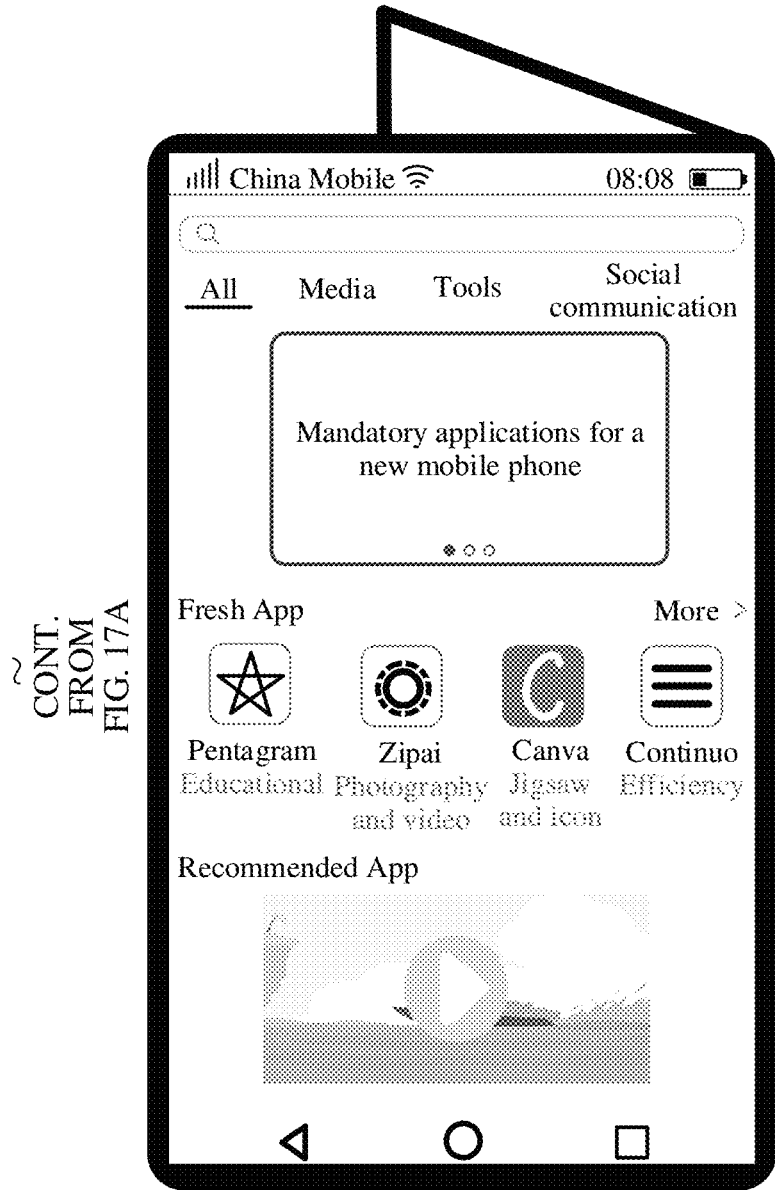 China Mobile 08:08
All Media Tools Social communication
Mandatory applications for a
new mobile phone
Fresh App More >
Pentagram Zipai Canva Continuo
Educational Photography and video Jigsaw and icon Efficiency
Recommended App
~
CONT.
FROM
FIG. 17A